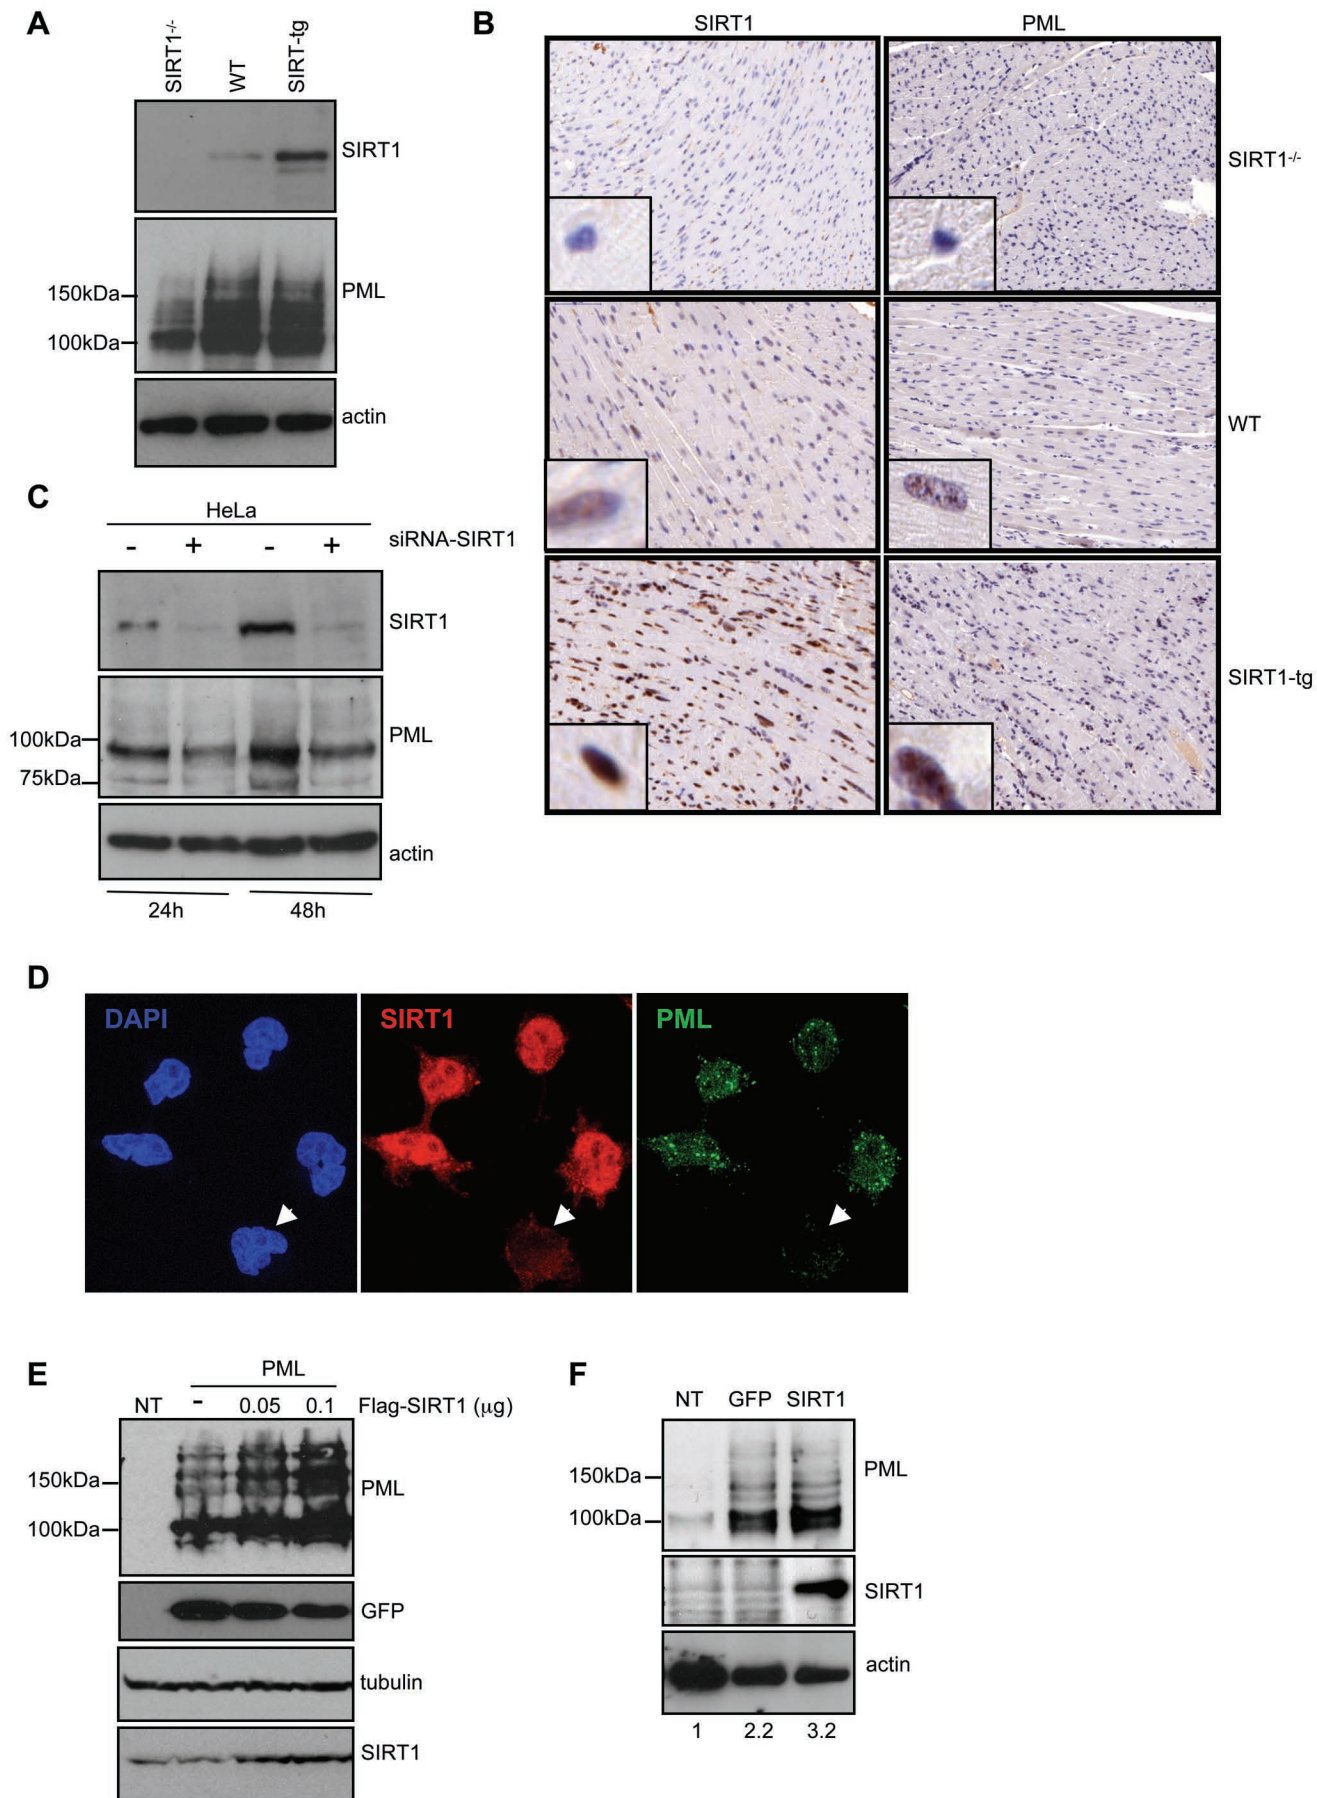 A
SIRT1-/-
WT
SIRT-tg
SIRT1
150kDa
PML
100kDa
actin
B
SIRT1
PML
SIRT1-/-
WT
SIRT1-tg
C
HeLa
- + - + siRNA-SIRT1
SIRT1
100kDa
PML
75kDa
actin
24h 48h
D
DAPI
SIRT1
PML
E
PML
NT - 0.05 0.1 Flag-SIRT1 (μg)
150kDa
PML
100kDa
GFP
tubulin
SIRT1
F
NT GFP SIRT1
PML
150kDa
100kDa
SIRT1
actin
1 2.2 3.2